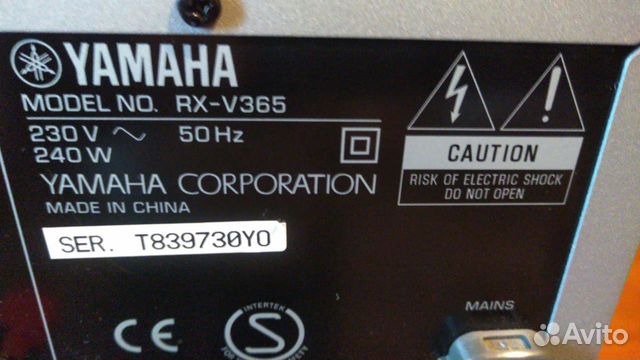 YAMAHA
MODEL NO. RX-V365
230 V ~ 50 Hz
240 W
YAMAHA CORPORATION
MADE IN CHINA
SER. T839730Y0
CAUTION
RISK OF ELECTRIC SHOCK
DO NOT OPEN
CE
INTERTEK
S
MAINS
Avito